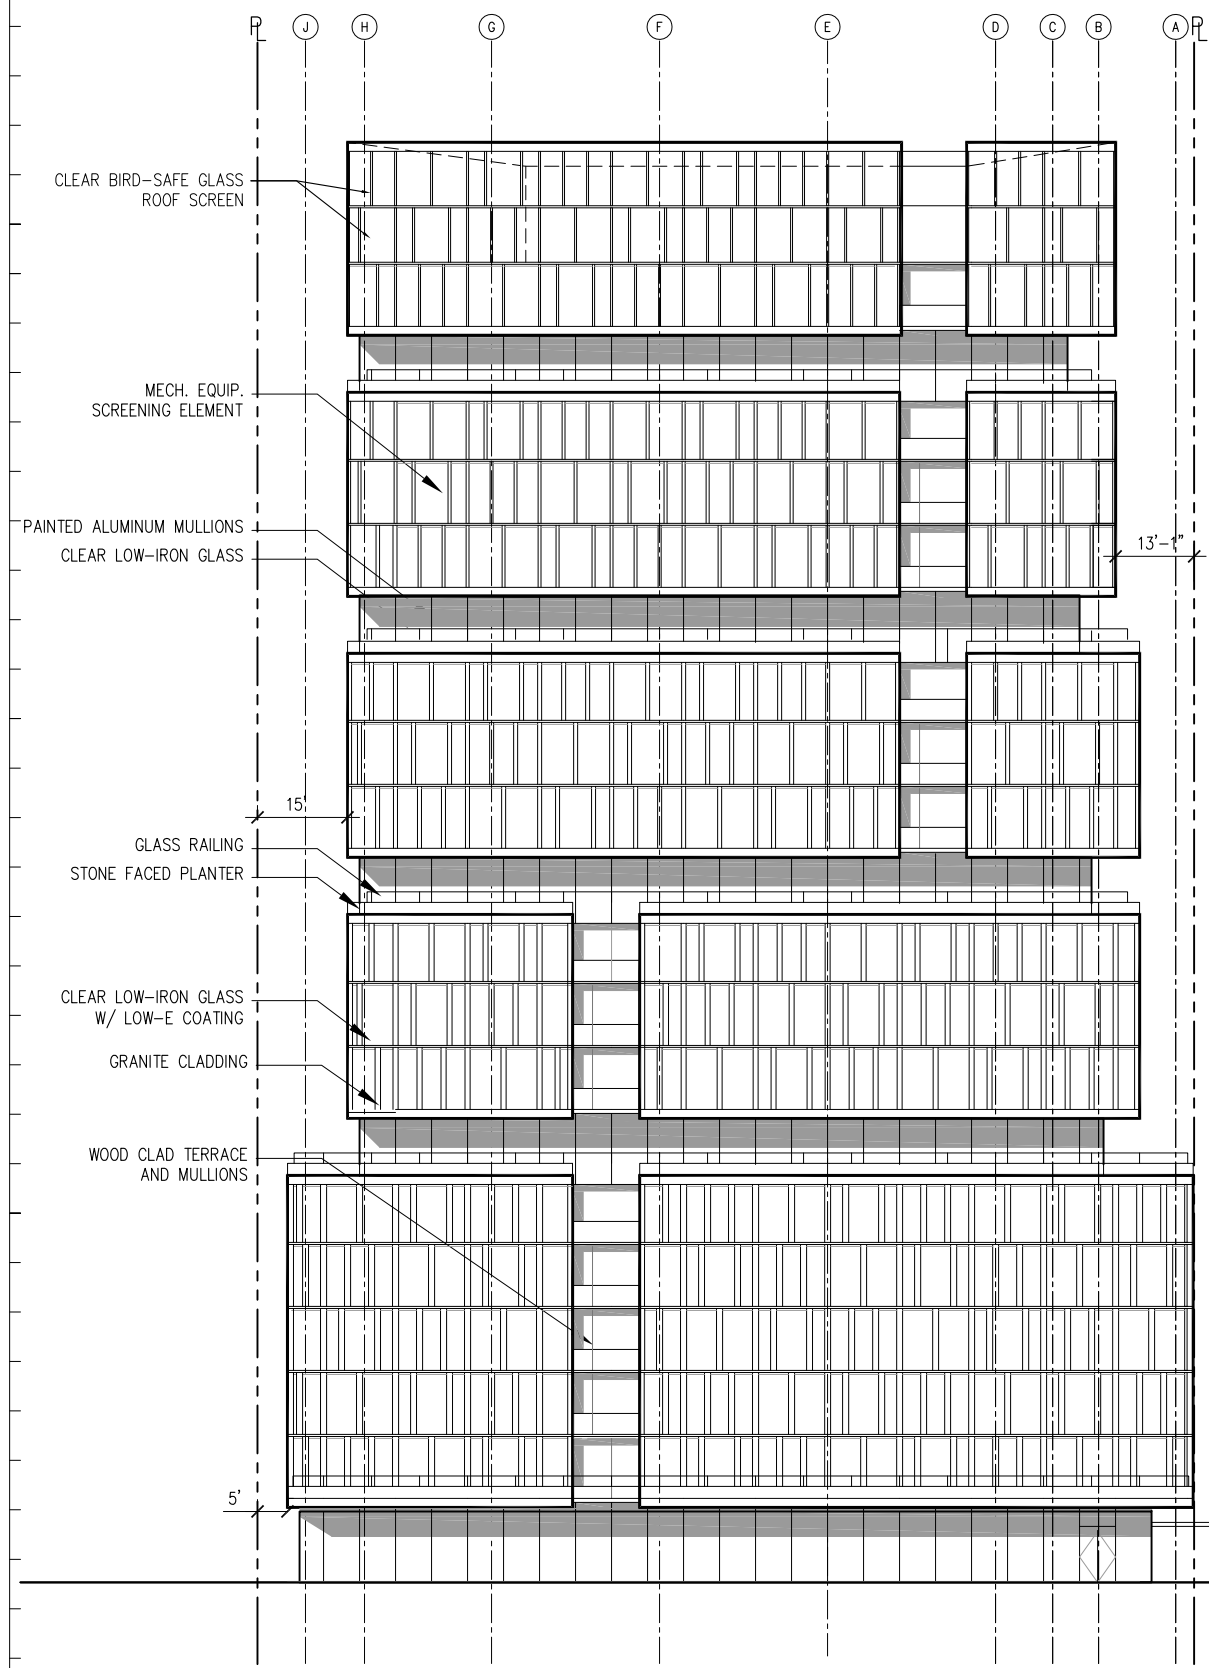 PL J H G F E D C B A PL
CLEAR BIRD-SAFE GLASS
ROOF SCREEN
MECH. EQUIP.
SCREENING ELEMENT
PAINTED ALUMINUM MULLIONS
13'-1"
CLEAR LOW-IRON GLASS
15'
GLASS RAILING
STONE FACED PLANTER
CLEAR LOW-IRON GLASS
W/ LOW-E COATING
GRANITE CLADDING
WOOD CLAD TERRACE
AND MULLIONS
5'